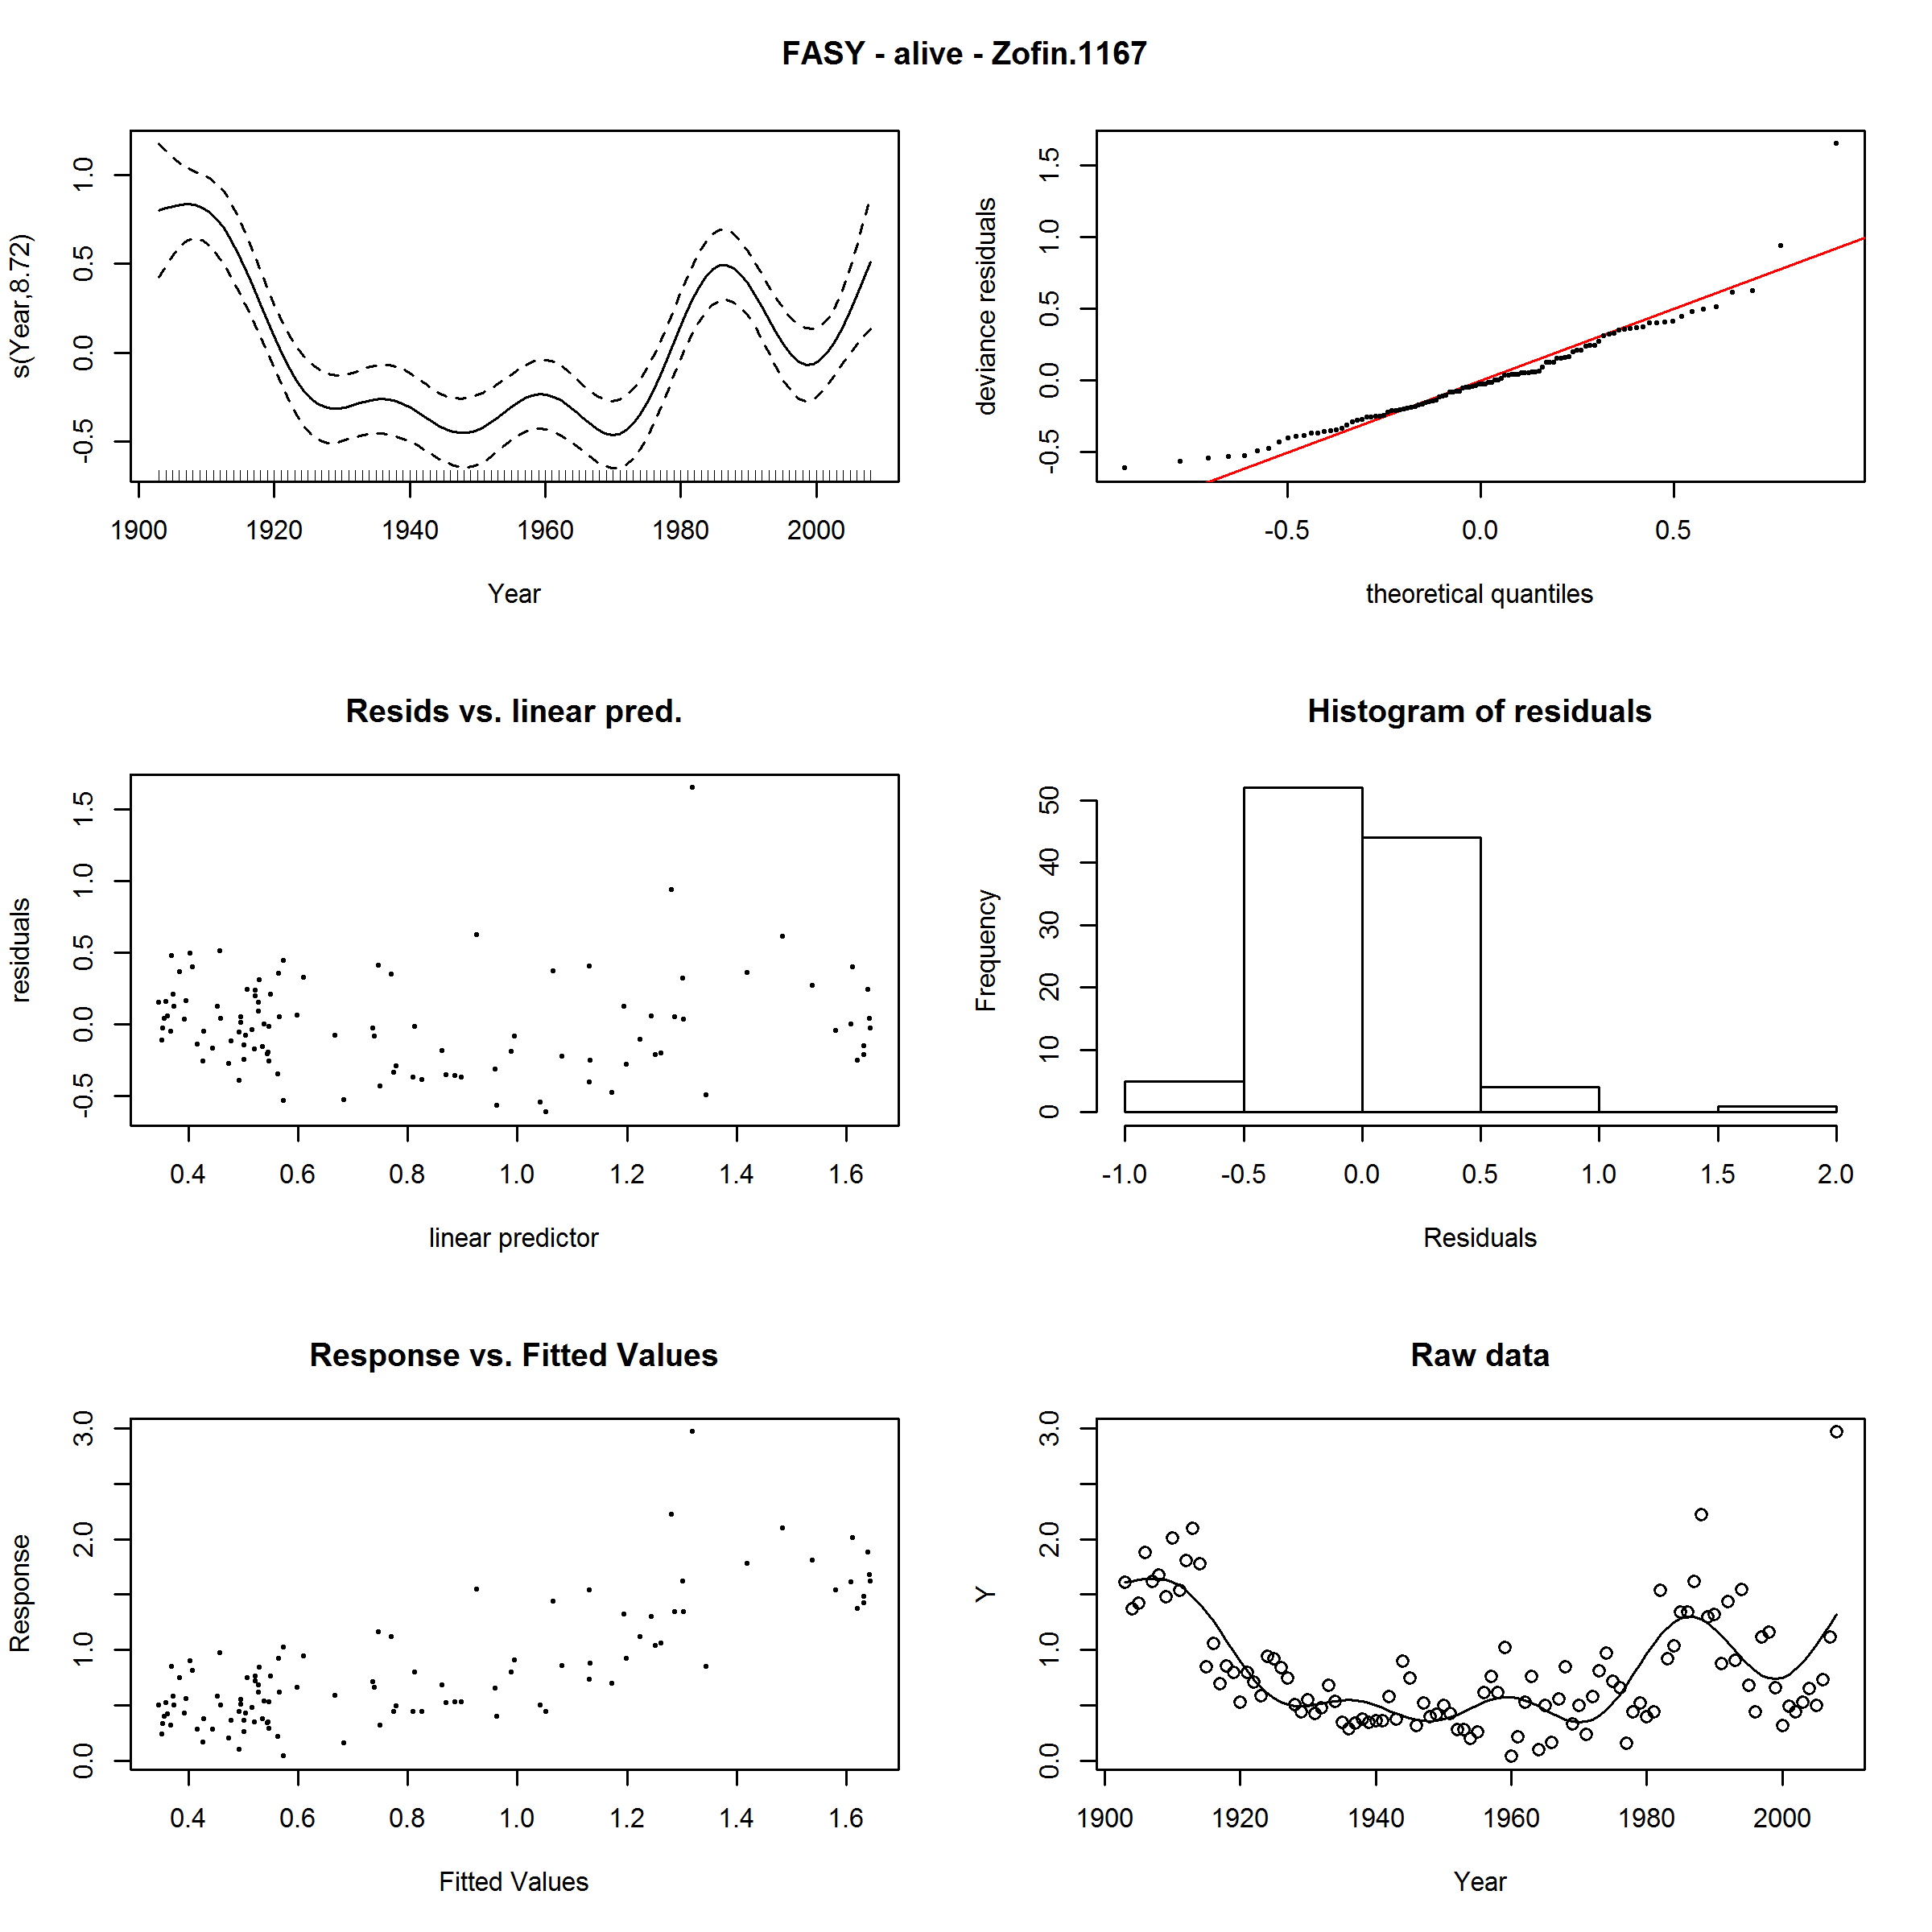 FASY - alive - Zofin.1167
s(Year,8.72)
-0.5 0.0 0.5 1.0
1900 1920 1940 1960 1980 2000
Year
deviance residuals
-0.5 0.0 0.5 1.0 1.5
-0.5 0.0 0.5
theoretical quantiles
Resids vs. linear pred.
residuals
-0.5 0.0 0.5 1.0 1.5
0.4 0.6 0.8 1.0 1.2 1.4 1.6
linear predictor
Histogram of residuals
Frequency
0 10 20 30 40 50
-1.0 -0.5 0.0 0.5 1.0 1.5 2.0
Residuals
Response vs. Fitted Values
Response
0.0 1.0 2.0 3.0
0.4 0.6 0.8 1.0 1.2 1.4 1.6
Fitted Values
Raw data
Y
0.0 1.0 2.0 3.0
1900 1920 1940 1960 1980 2000
Year